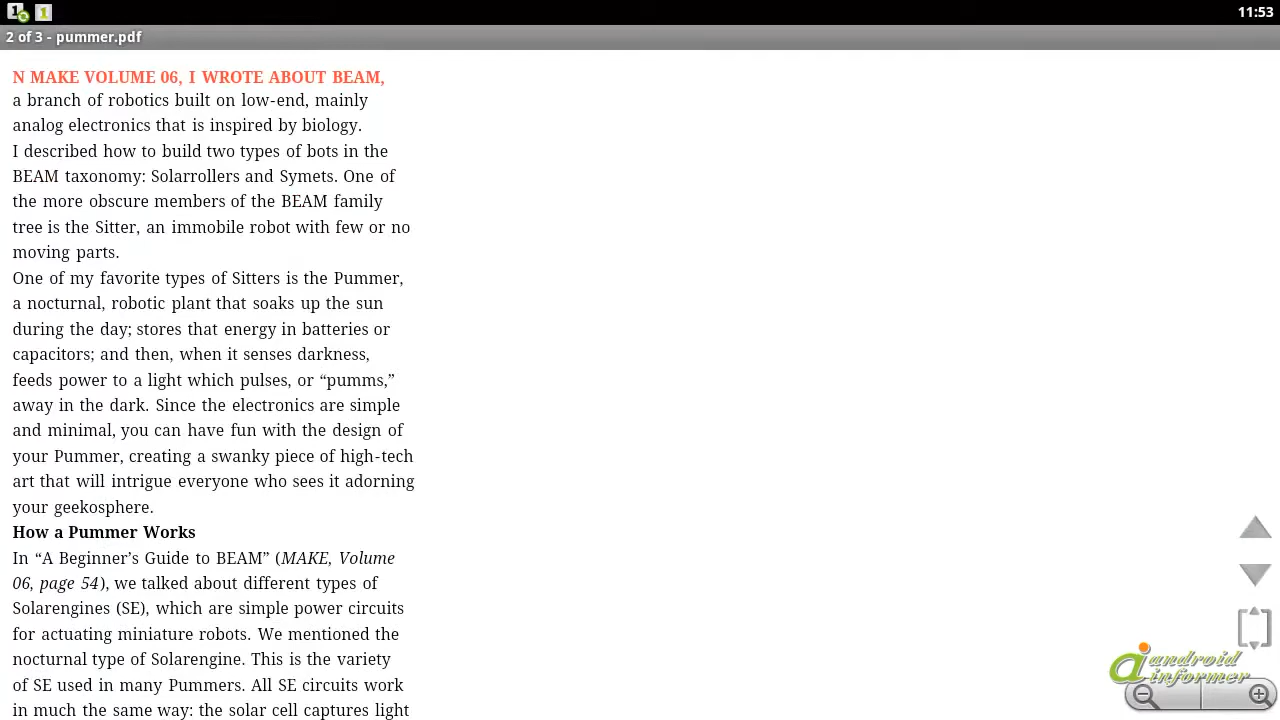 1 1 11:53
2 of 3 - pummer.pdf
N MAKE VOLUME 06, I WROTE ABOUT BEAM,
a branch of robotics built on low-end, mainly
analog electronics that is inspired by biology.
I described how to build two types of bots in the
BEAM taxonomy: Solarrollers and Symets. One of
the more obscure members of the BEAM family
tree is the Sitter, an immobile robot with few or no
moving parts.
One of my favorite types of Sitters is the Pummer,
a nocturnal, robotic plant that soaks up the sun
during the day; stores that energy in batteries or
capacitors; and then, when it senses darkness,
feeds power to a light which pulses, or “pumms,”
away in the dark. Since the electronics are simple
and minimal, you can have fun with the design of
your Pummer, creating a swanky piece of high-tech
art that will intrigue everyone who sees it adorning
your geekosphere.
How a Pummer Works
In “A Beginner’s Guide to BEAM” (MAKE, Volume
06, page 54), we talked about different types of
Solarengines (SE), which are simple power circuits
for actuating miniature robots. We mentioned the
nocturnal type of Solarengine. This is the variety
of SE used in many Pummers. All SE circuits work
in much the same way: the solar cell captures light
android
informer